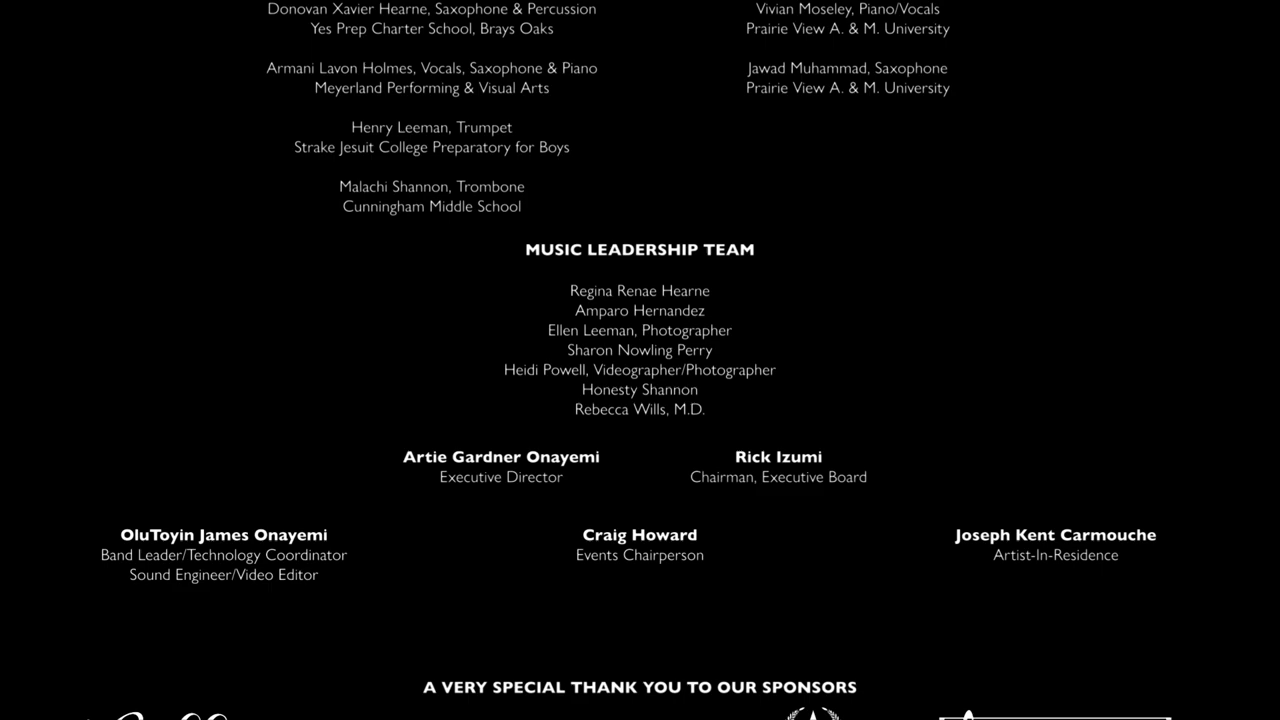 Donovan Xavier Hearne, Saxophone & Percussion
Yes Prep Charter School, Brays Oaks
Armani Lavon Holmes, Vocals, Saxophone & Piano
Meyerland Performing & Visual Arts
Henry Leeman, Trumpet
Strake Jesuit College Preparatory for Boys
Malachi Shannon, Trombone
Cunningham Middle School
Vivian Moseley, Piano/Vocals
Prairie View A. & M. University
Jawad Muhammad, Saxophone
Prairie View A. & M. University
MUSIC LEADERSHIP TEAM
Regina Renae Hearne
Amparo Hernandez
Ellen Leeman, Photographer
Sharon Nowling Perry
Heidi Powell, Videographer/Photographer
Honesty Shannon
Rebecca Wills, M.D.
Artie Gardner Onayemi
Executive Director
Rick Izumi
Chairman, Executive Board
OluToyin James Onayemi
Band Leader/Technology Coordinator
Sound Engineer/Video Editor
Craig Howard
Events Chairperson
Joseph Kent Carmouche
Artist-In-Residence
A VERY SPECIAL THANK YOU TO OUR SPONSORS